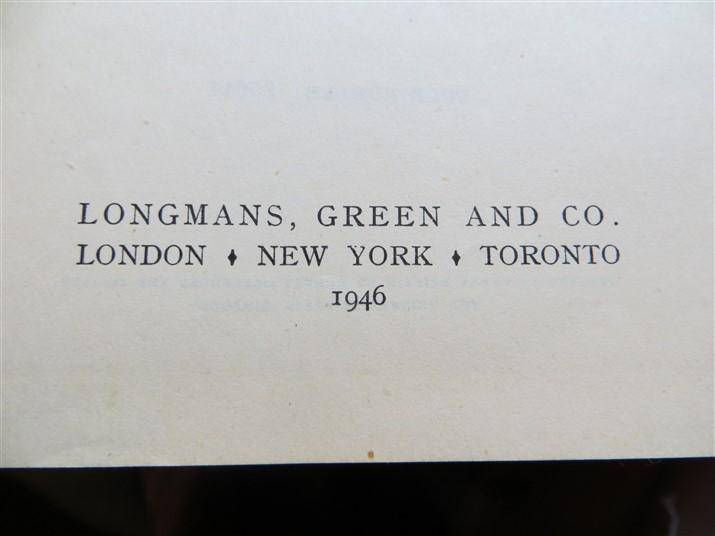 LONGMANS, GREEN AND CO.
LONDON ♦ NEW YORK ♦ TORONTO
1946